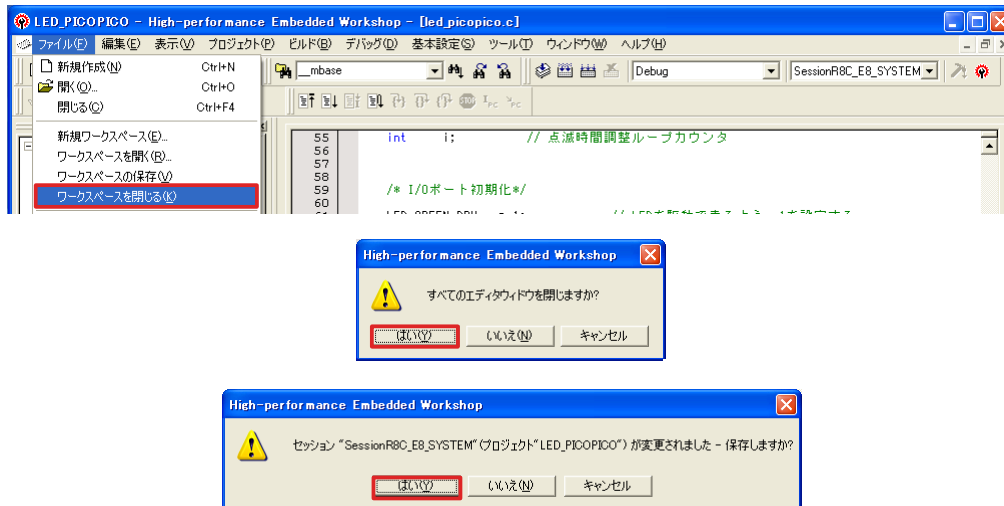 LED_PICOPICO - High-performance Embedded Workshop - [led_picopico.c]
ファイル(F) 編集(E) 表示(V) プロジェクト(P) ビルド(B) デバッグ(D) 基本設定(S) ツール(T) ウィンドウ(W) ヘルプ(H)
新規作成(N) Ctrl+N
開く(O)... Ctrl+O
閉じる(C) Ctrl+F4
新規ワークスペース(E)...
ワークスペースを開く(R)...
ワークスペースの保存(V)
ワークスペースを閉じる(K)
__mbase Debug SessionR8C_E8_SYSTEM
55 int i; // 点滅時間調整ループカウンタ
56
57
58
59 /* I/Oポート初期化*/
60
High-performance Embedded Workshop
すべてのエディタウィドウを閉じますか?
はい(Y) いいえ(N) キャンセル
High-performance Embedded Workshop
セッション "SessionR8C_E8_SYSTEM"(プロジェクト"LED_PICOPICO") が変更されました - 保存しますか?
はい(Y) いいえ(N) キャンセル